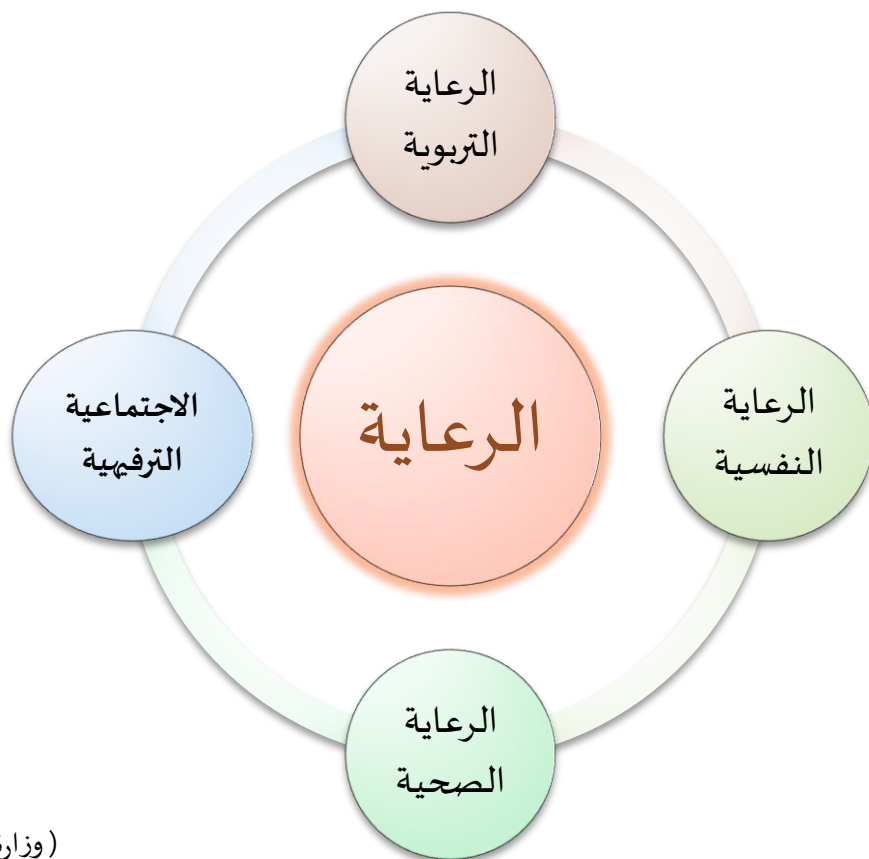 الرعاية
التربوية
الرعاية
النفسية
الرعاية
الاجتماعية
الترفيهية
الرعاية
الصحية